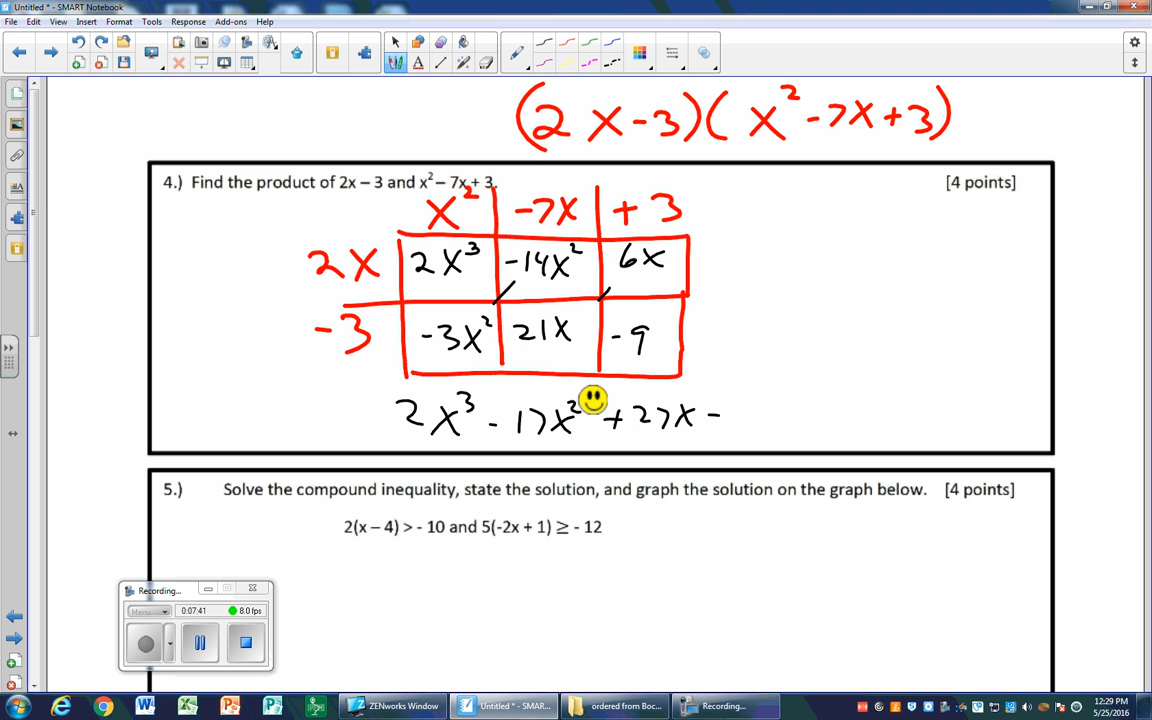 Untitled * - SMART Notebook
File Edit View Insert Format Tools Response Add-ons Help
(2x-3)(x²-7x+3)
4.) Find the product of 2x – 3 and x² – 7x + 3. [4 points]
x² -7x +3
2x 2x³ -14x² 6x
-3 -3x² 21x -9
2x³ - 17x² + 27x -
5.) Solve the compound inequality, state the solution, and graph the solution on the graph below. [4 points]
2(x – 4) > - 10 and 5(-2x + 1) ≥ - 12
Recording...
Menu 0:07:41 8.0 fps
ZENworks Window Untitled * - SMAR... ordered from Boc... Recording...
12:29 PM
5/25/2016